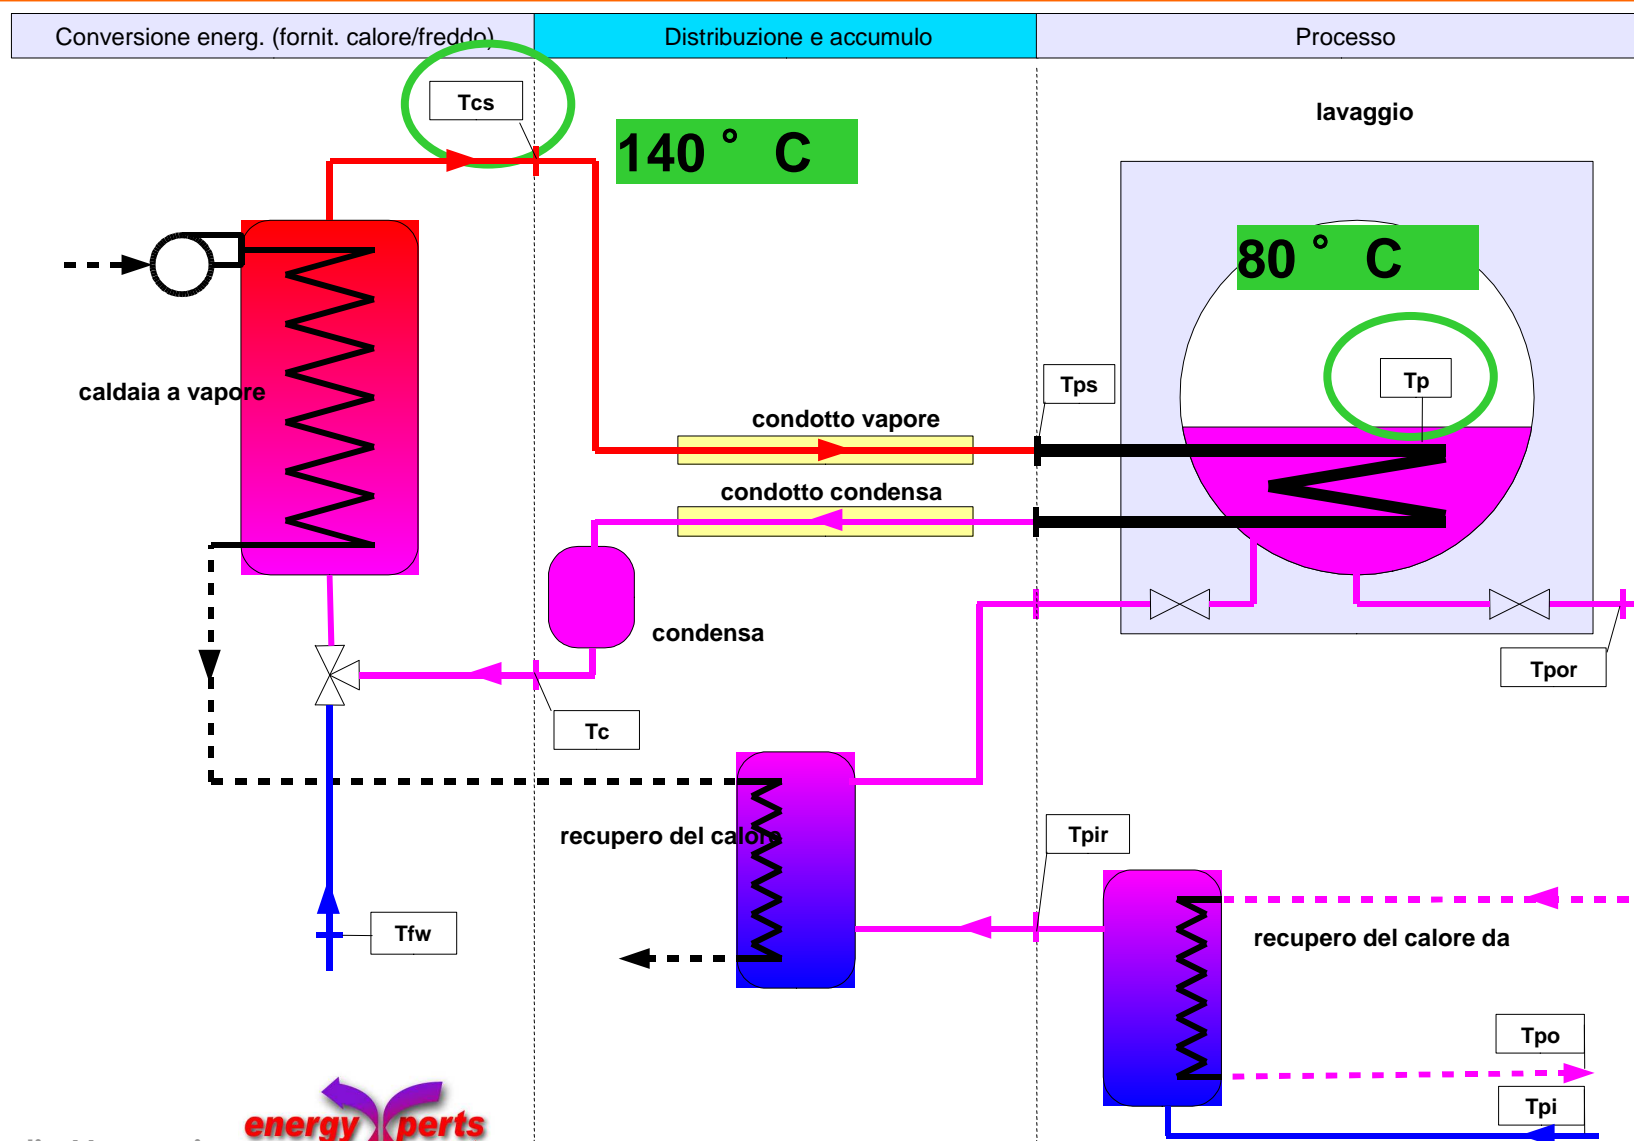 Conversione energ. (fornit. calore/freddo)
Distribuzione e accumulo
Processo
Tcs
lavaggio
140 ° C
80 ° C
Tps
Tp
caldaia a vapore
condotto vapore
condotto condensa
condensa
Tpor
Tc
recupero del calore
Tpir
Tfw
recupero del calore da
Tpo
Tpi
energy perts